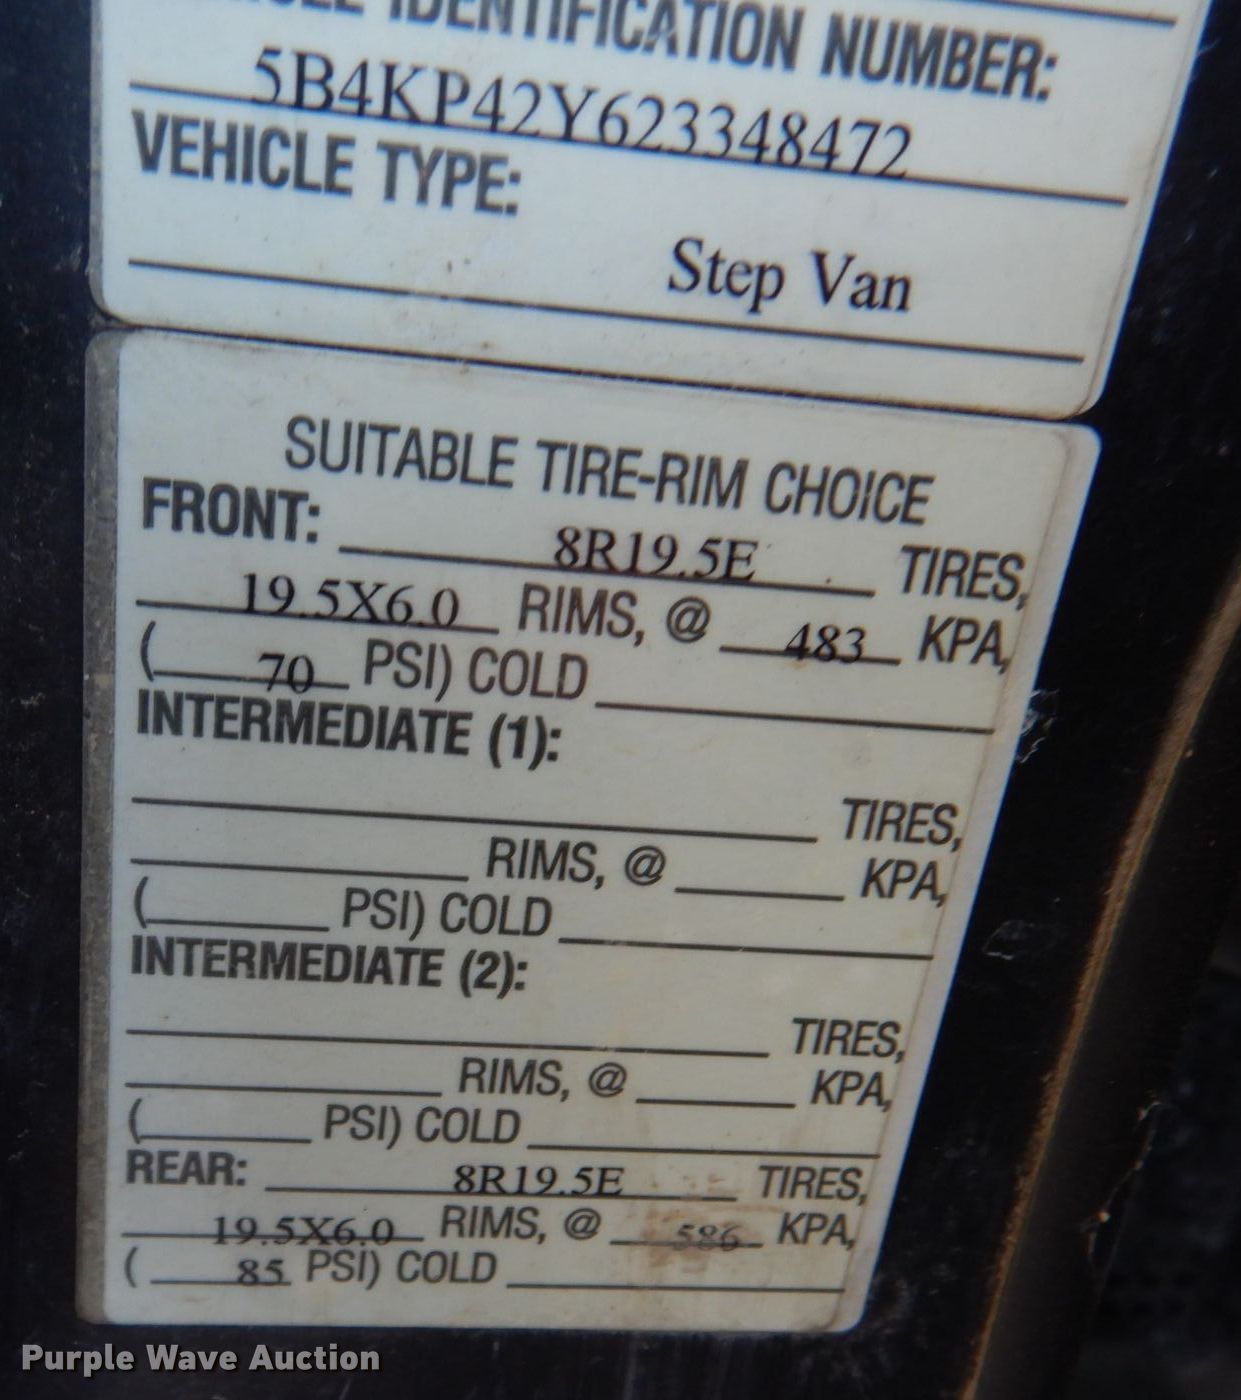 VEHICLE IDENTIFICATION NUMBER:
5B4KP42Y623348472
VEHICLE TYPE:
Step Van
SUITABLE TIRE-RIM CHOICE
FRONT: 8R19.5E TIRES,
19.5X6.0 RIMS, @ 483 KPA,
( 70 PSI) COLD
INTERMEDIATE (1):
TIRES,
RIMS, @ KPA,
( PSI) COLD
INTERMEDIATE (2):
TIRES,
RIMS, @ KPA,
( PSI) COLD
REAR: 8R19.5E TIRES,
19.5X6.0 RIMS, @ 586 KPA,
( 85 PSI) COLD
Purple Wave Auction